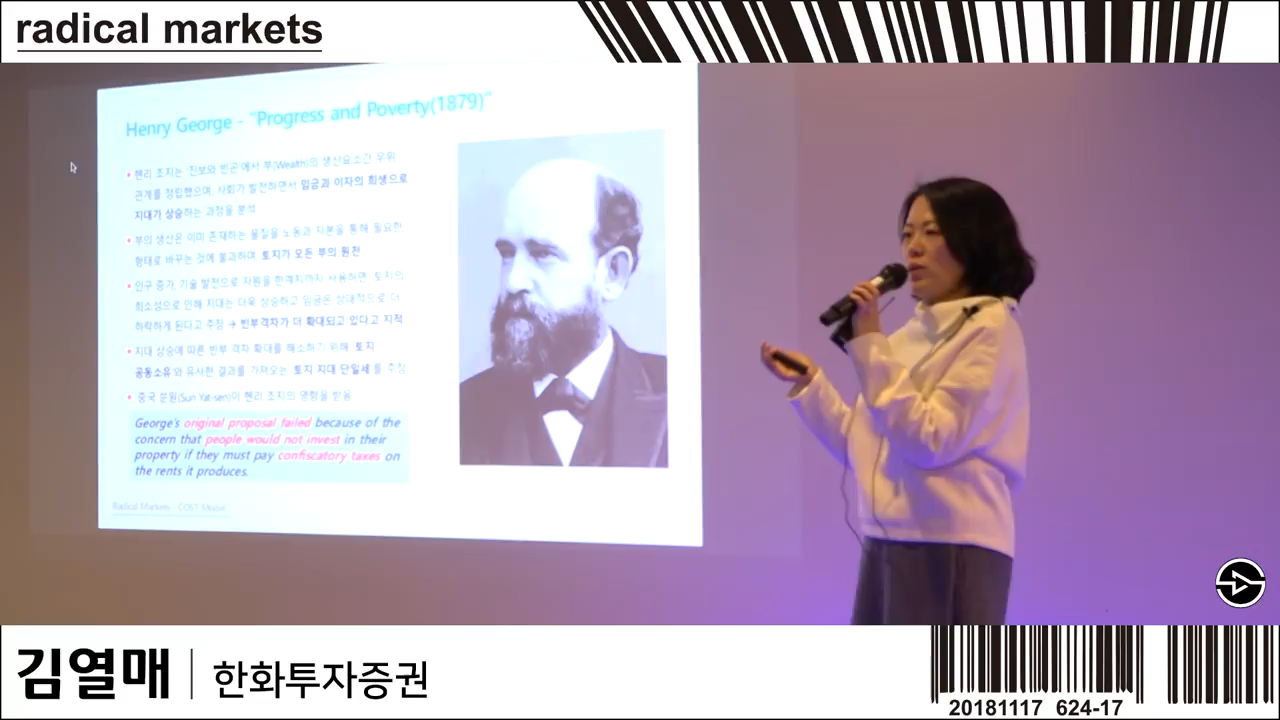 radical markets
Henry George - "Progress and Poverty(1879)"
• 헨리 조지는 '진보와 빈곤'에서 부(Wealth)의 생산요소간 우위
관계를 정립했으며, 사회가 발전하면서 임금과 이자의 희생으로
지대가 상승하는 과정을 분석
• 부의 생산은 이미 존재하는 물질을 노동과 자본을 통해 필요한
형태로 바꾸는 것에 불과하며, 토지가 모든 부의 원천
• 인구 증가, 기술 발전으로 자원을 한계치까지 사용하면, 토지의
희소성으로 인해 지대는 더욱 상승하고 임금은 상대적으로 더
하락하게 된다고 주장 → 빈부격차가 더 확대되고 있다고 지적
• 지대 상승에 따른 빈부 격차 확대를 해소하기 위해 토지
공동소유와 유사한 결과를 가져오는 토지 지대 단일세를 주장
• 중국 쑨원(Sun Yat-sen)이 헨리 조지의 영향을 받음
George's original proposal failed because of the
concern that people would not invest in their
property if they must pay confiscatory taxes on
the rents it produces.
Radical Markets - COST Model
김열매 | 한화투자증권
20181117 624-17